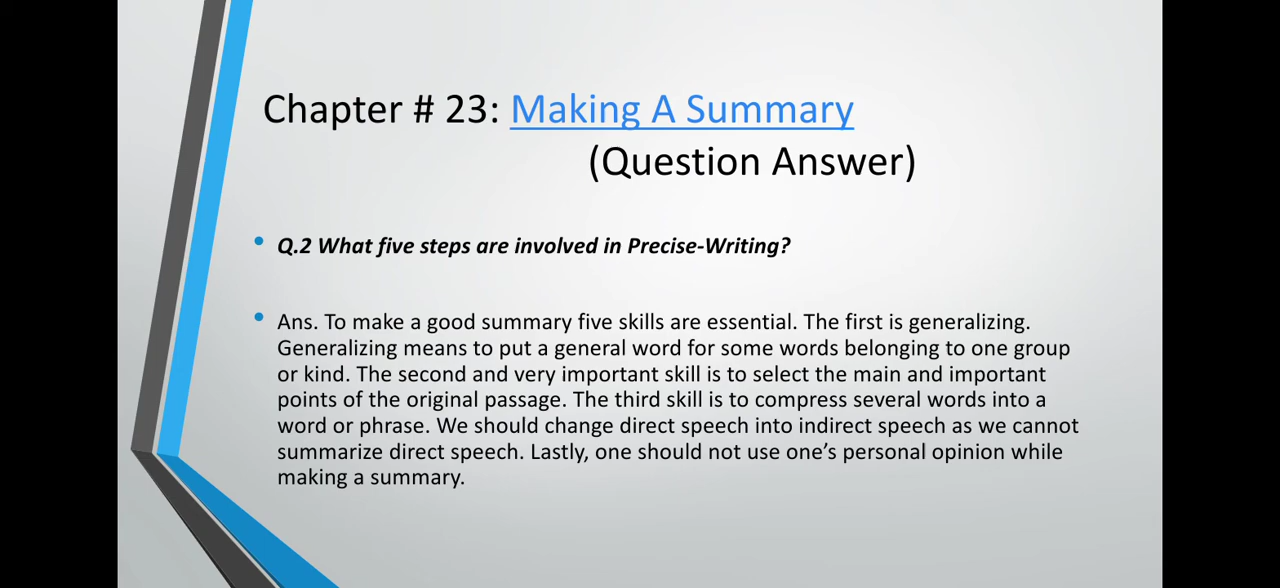 Chapter # 23: Making A Summary
(Question Answer)
• Q.2 What five steps are involved in Precise-Writing?
• Ans. To make a good summary five skills are essential. The first is generalizing.
Generalizing means to put a general word for some words belonging to one group
or kind. The second and very important skill is to select the main and important
points of the original passage. The third skill is to compress several words into a
word or phrase. We should change direct speech into indirect speech as we cannot
summarize direct speech. Lastly, one should not use one’s personal opinion while
making a summary.